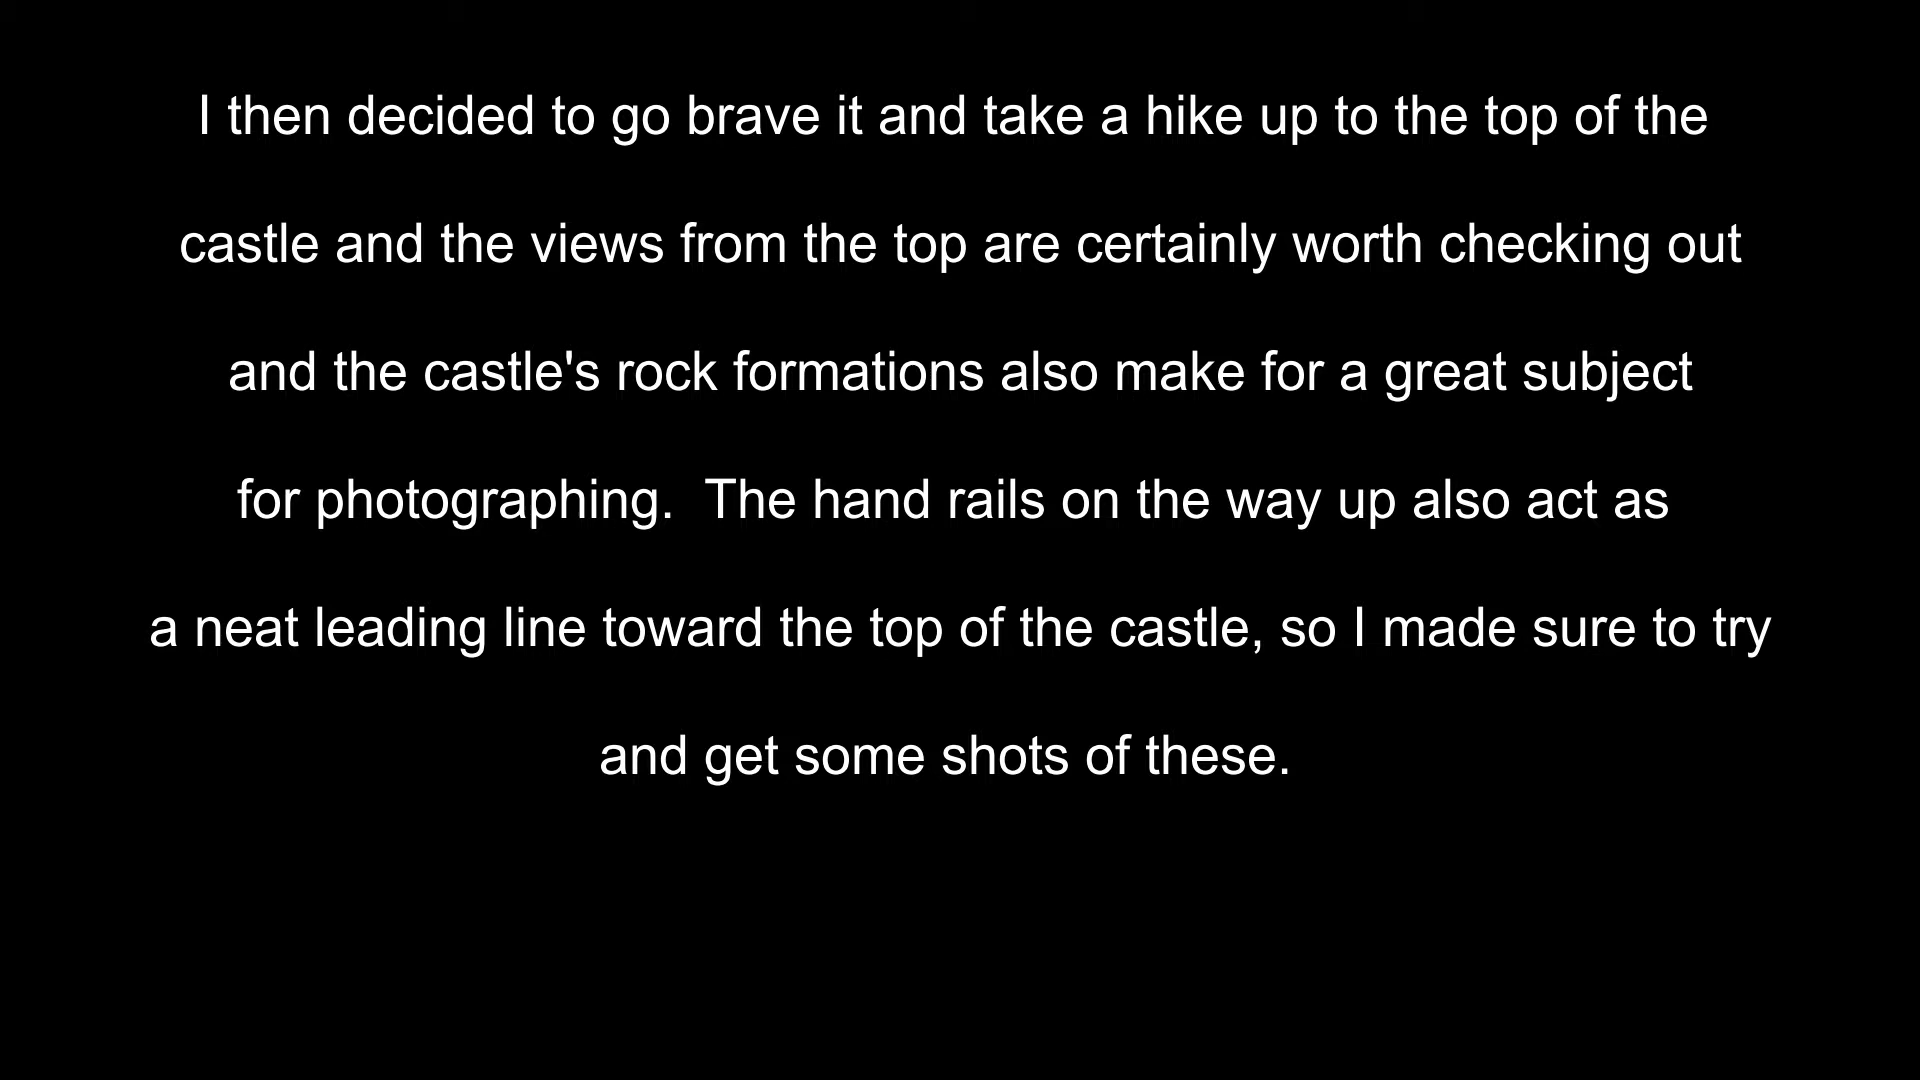 I then decided to go brave it and take a hike up to the top of the
castle and the views from the top are certainly worth checking out
and the castle's rock formations also make for a great subject
for photographing.  The hand rails on the way up also act as
a neat leading line toward the top of the castle, so I made sure to try
and get some shots of these.